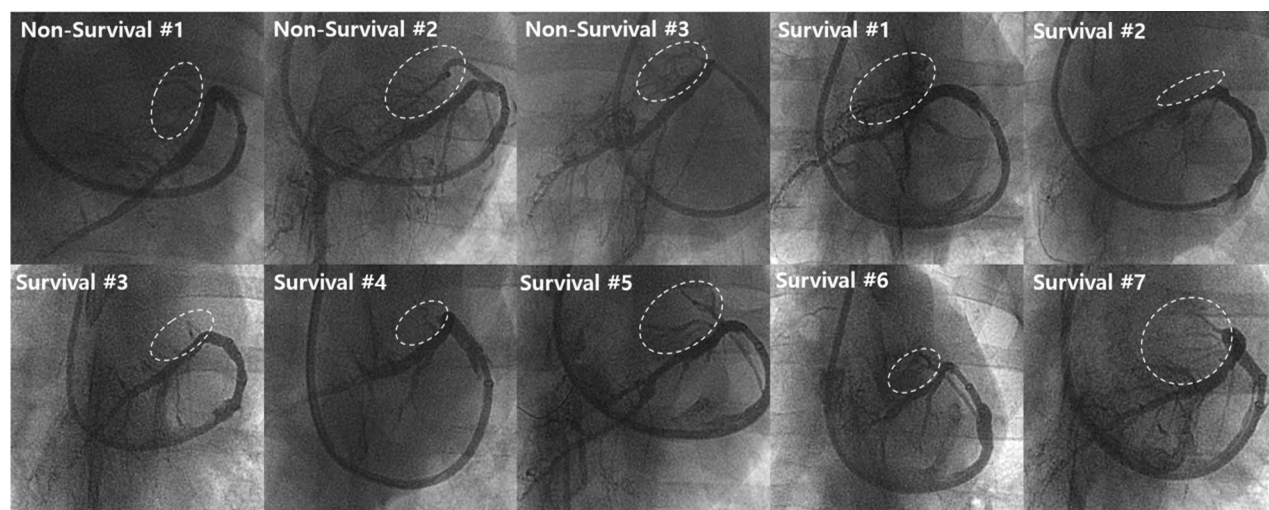 Non-Survival #1
Non-Survival #2
Non-Survival #3
Survival #1
Survival #2
Survival #3
Survival #4
Survival #5
Survival #6
Survival #7